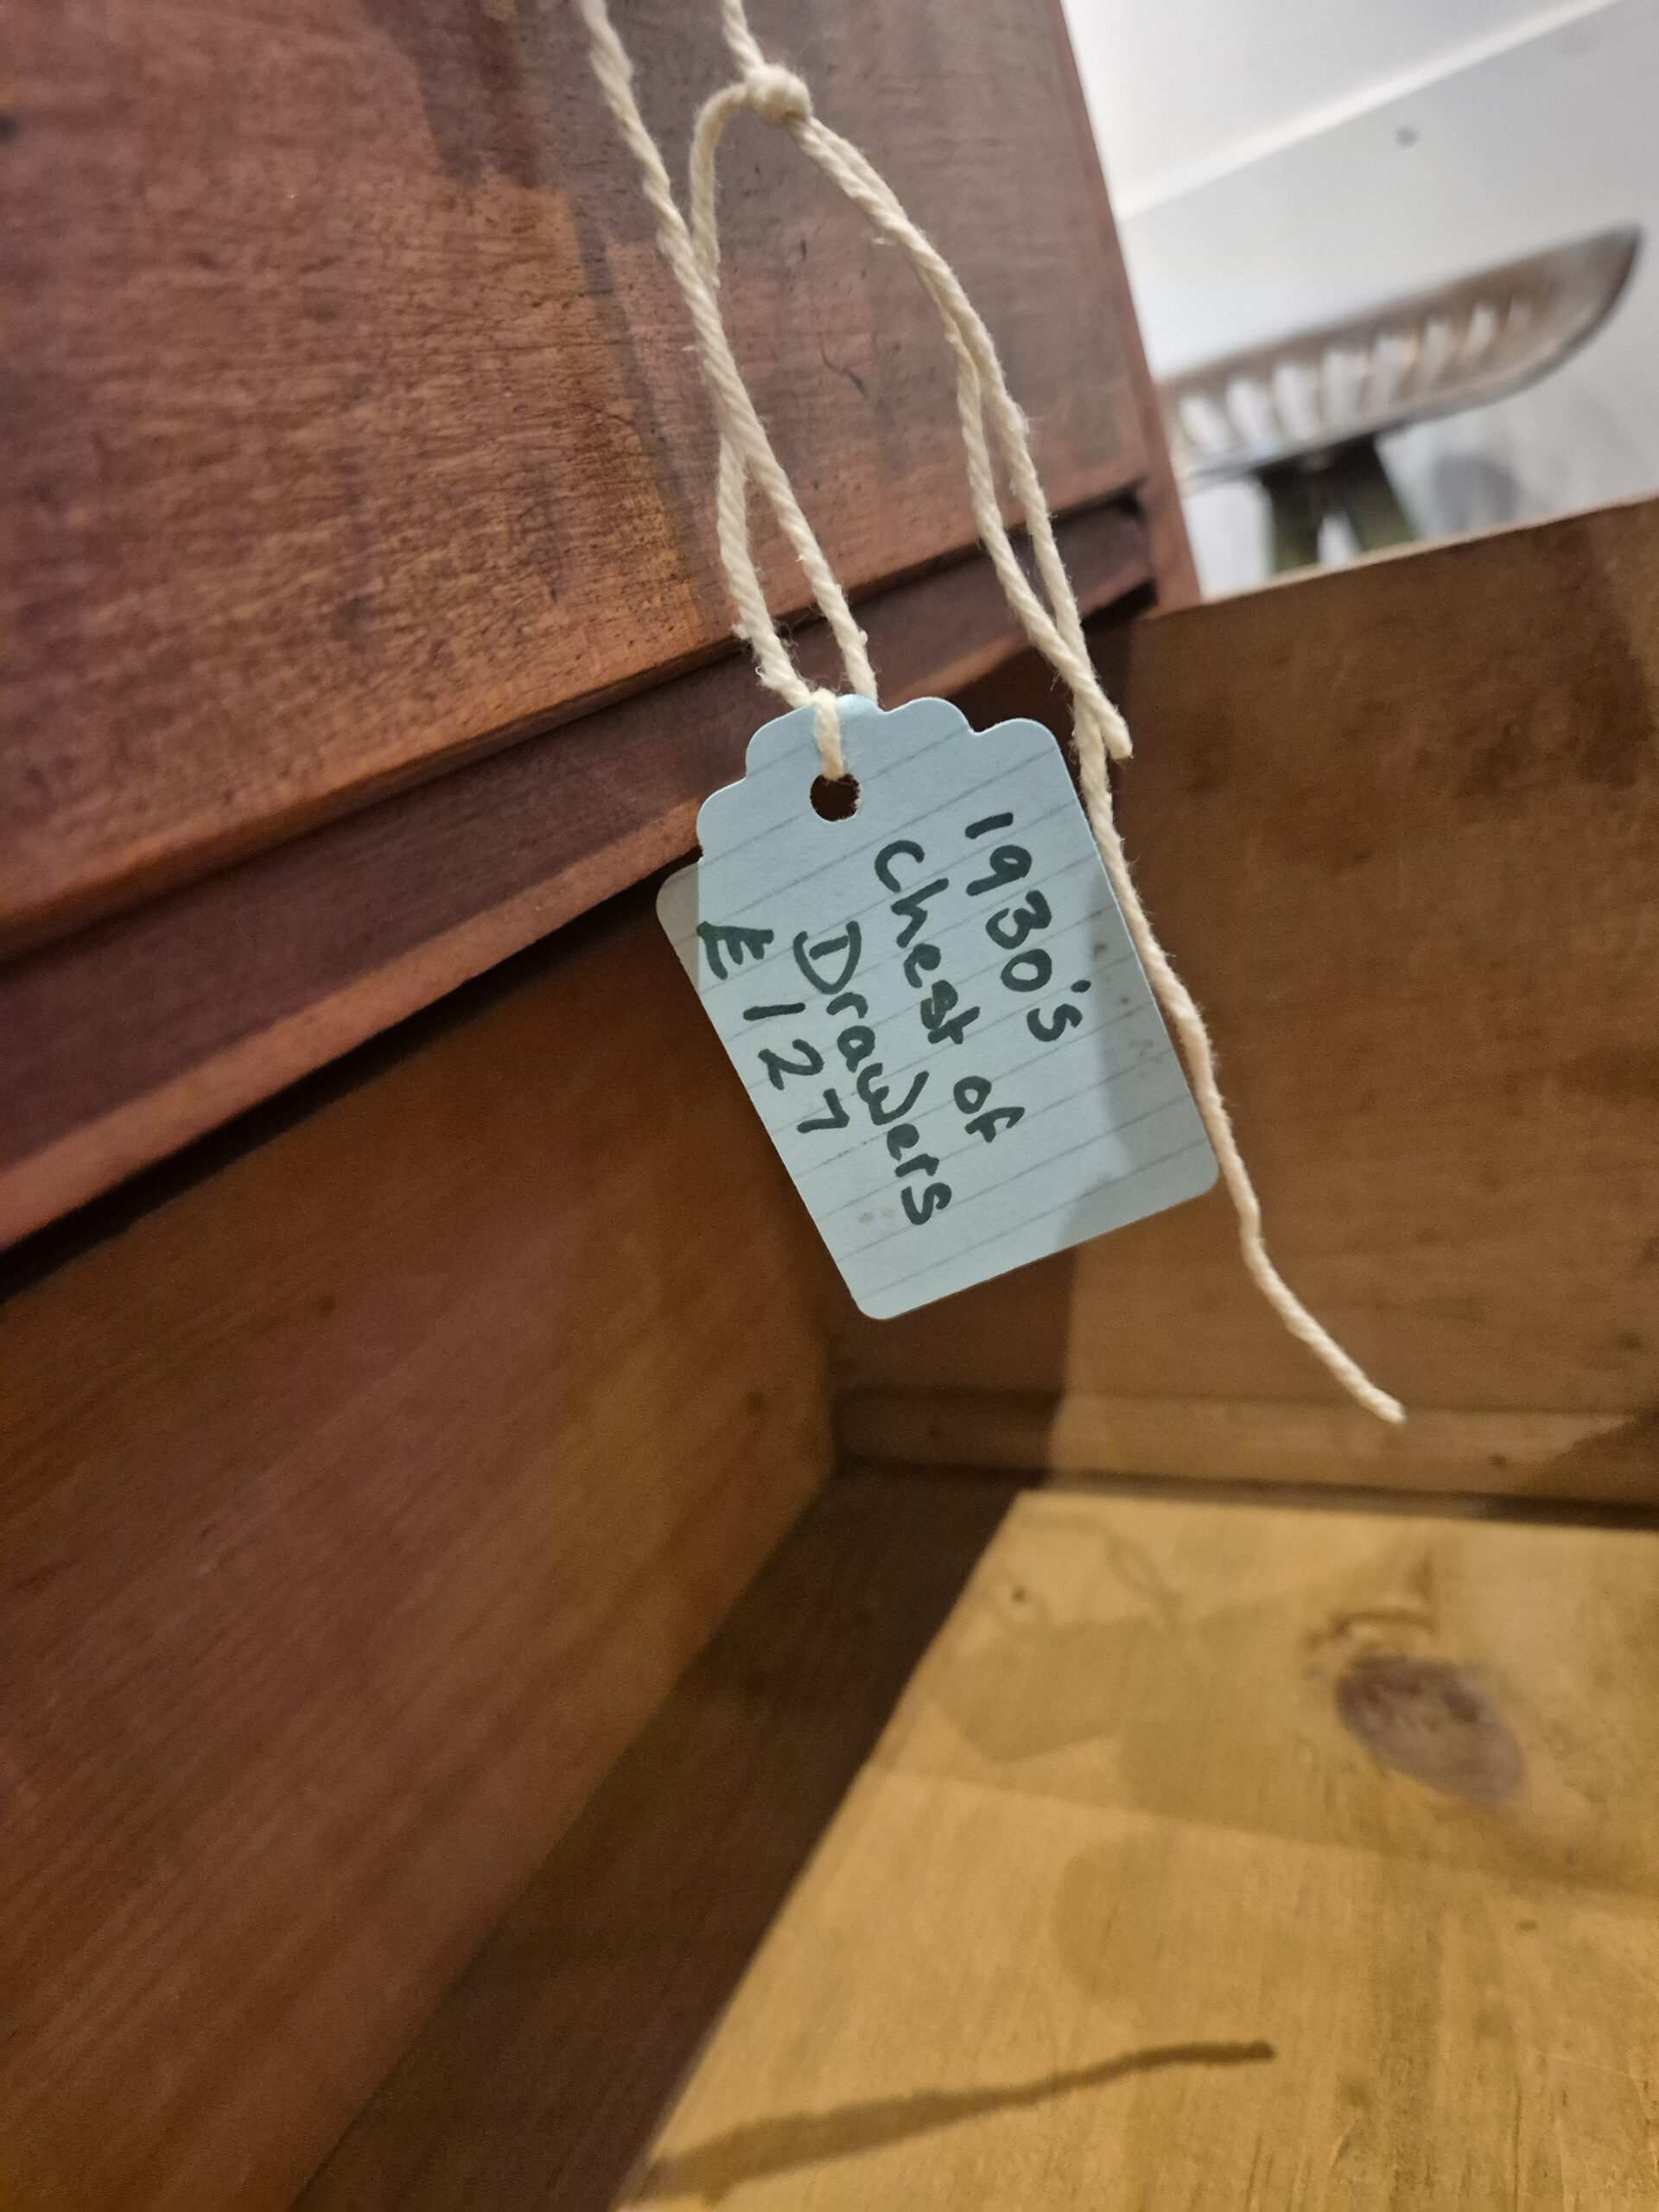 1930's
Chest of
Drawers
£127